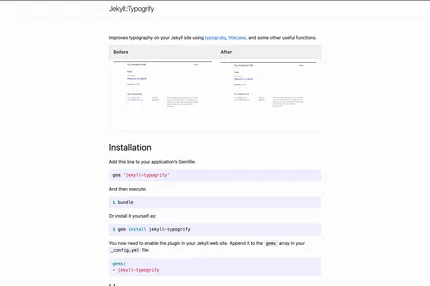 Jekyll::Typogrify
Improves typography on your Jekyll site using typogruby, titlecase, and some other useful functions.
Before After
Installation
Add this line to your application's Gemfile:
gem 'jekyll-typogrify'
And then execute:
$ bundle
Or install it yourself as:
$ gem install jekyll-typogrify
You now need to enable the plugin in your Jekyll web site. Append it to the gems array in your
_config.yml file:
gems:
- jekyll-typogrify